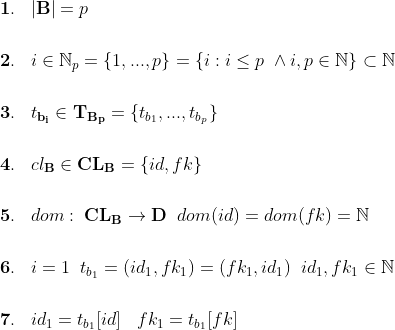 1. |B| = p
2. i ∈ ℕ_p = {1, ..., p} = {i : i ≤ p ∧ i, p ∈ ℕ} ⊂ ℕ
3. t_{b_i} ∈ T_{B_p} = {t_{b_1}, ..., t_{b_p}}
4. cl_B ∈ CL_B = {id, fk}
5. dom : CL_B → D dom(id) = dom(fk) = ℕ
6. i = 1 t_{b_1} = (id_1, fk_1) = (fk_1, id_1) id_1, fk_1 ∈ ℕ
7. id_1 = t_{b_1}[id] fk_1 = t_{b_1}[fk]